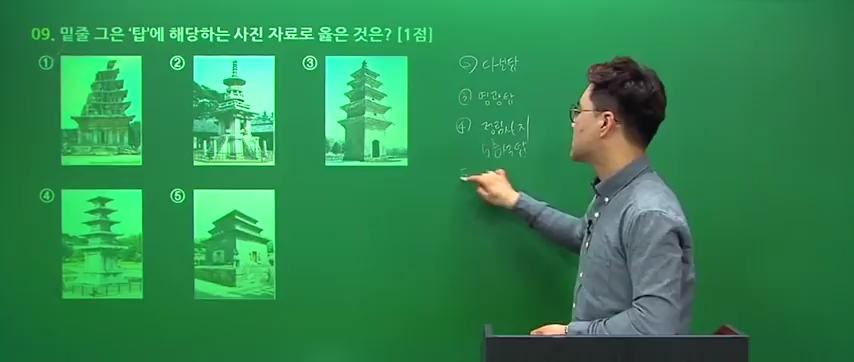 09. 밑줄 그은 '탑'에 해당하는 사진 자료로 옳은 것은? [1점]
①
②
③
④
⑤
② 다보탑
③ 영광탑
④ 정림사지
5층석탑
5